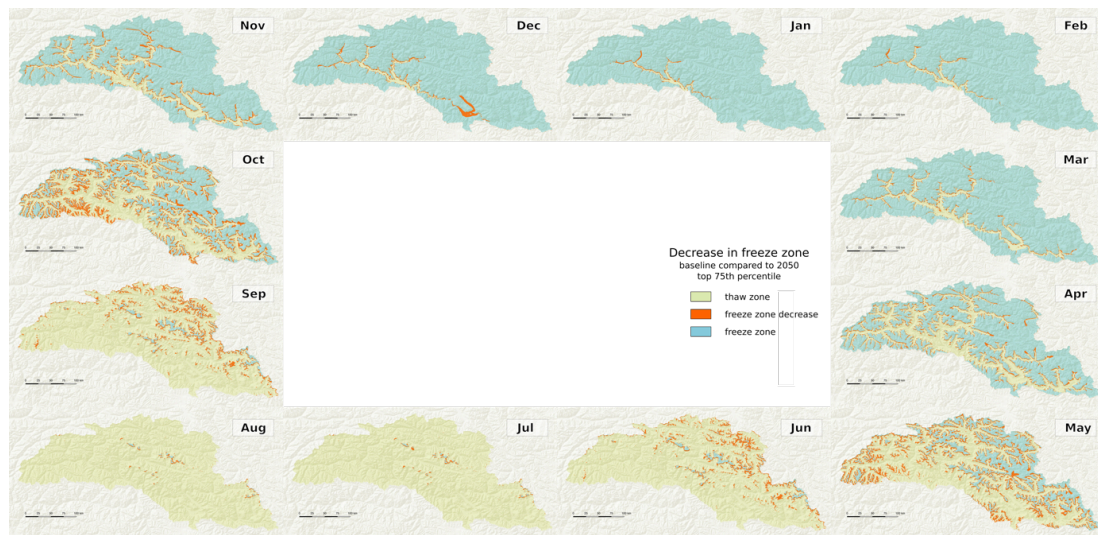 Nov
Dec
Jan
Feb
Oct
Mar
Decrease in freeze zone
baseline compared to 2050
top 75th percentile
thaw zone
freeze zone decrease
freeze zone
Sep
Apr
Aug
Jul
Jun
May